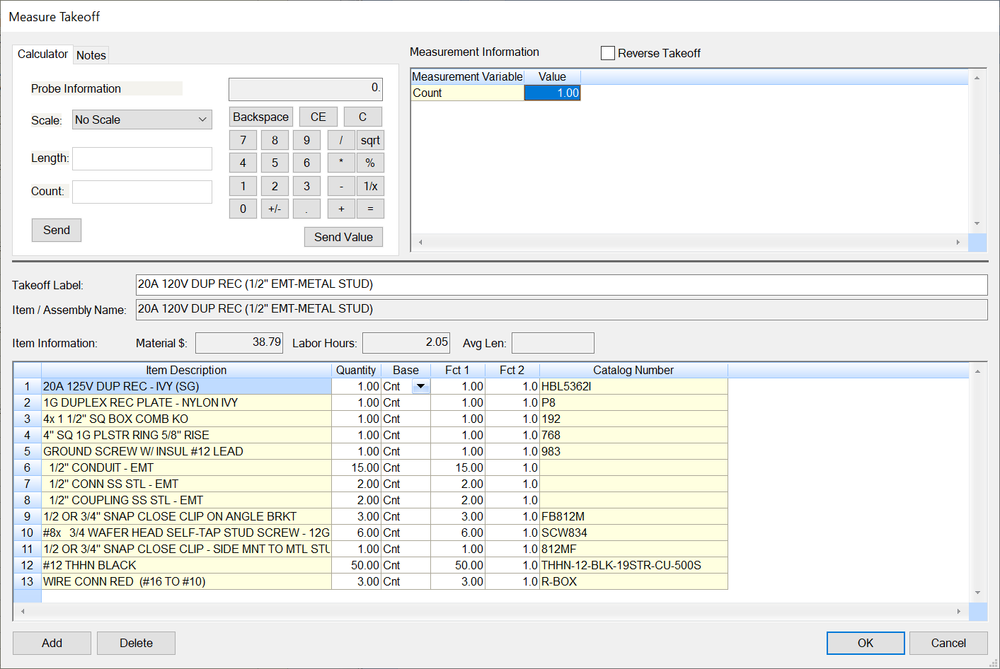 Measure Takeoff
Calculator
Notes
Probe Information
Scale:
No Scale
Length:
Count:
Send
0.
Backspace CE C
7 8 9 / sqrt
4 5 6 * %
1 2 3 - 1/x
0 +/- . + =
Send Value
Measurement Information
Reverse Takeoff
Measurement Variable Value
Count 1.00
Takeoff Label: 20A 120V DUP REC (1/2" EMT-METAL STUD)
Item / Assembly Name: 20A 120V DUP REC (1/2" EMT-METAL STUD)
Item Information: Material $: 38.79 Labor Hours: 2.05 Avg Len:
Item Description Quantity Base Fct 1 Fct 2 Catalog Number
1 20A 125V DUP REC - IVY (SG) 1.00 Cnt 1.00 1.0 HBL5362I
2 1G DUPLEX REC PLATE - NYLON IVY 1.00 Cnt 1.00 1.0 P8
3 4x 1 1/2" SQ BOX COMB KO 1.00 Cnt 1.00 1.0 192
4 4" SQ 1G PLSTR RING 5/8" RISE 1.00 Cnt 1.00 1.0 768
5 GROUND SCREW W/ INSUL #12 LEAD 1.00 Cnt 1.00 1.0 983
6 1/2" CONDUIT - EMT 15.00 Cnt 15.00 1.0
7 1/2" CONN SS STL - EMT 2.00 Cnt 2.00 1.0
8 1/2" COUPLING SS STL - EMT 2.00 Cnt 2.00 1.0
9 1/2 OR 3/4" SNAP CLOSE CLIP ON ANGLE BRKT 3.00 Cnt 3.00 1.0 FB812M
10 #8x 3/4 WAFER HEAD SELF-TAP STUD SCREW - 12G 6.00 Cnt 6.00 1.0 SCW834
11 1/2 OR 3/4" SNAP CLOSE CLIP - SIDE MNT TO MTL STU 1.00 Cnt 1.00 1.0 812MF
12 #12 THHN BLACK 50.00 Cnt 50.00 1.0 THHN-12-BLK-19STR-CU-500S
13 WIRE CONN RED (#16 TO #10) 3.00 Cnt 3.00 1.0 R-BOX
Add Delete OK Cancel